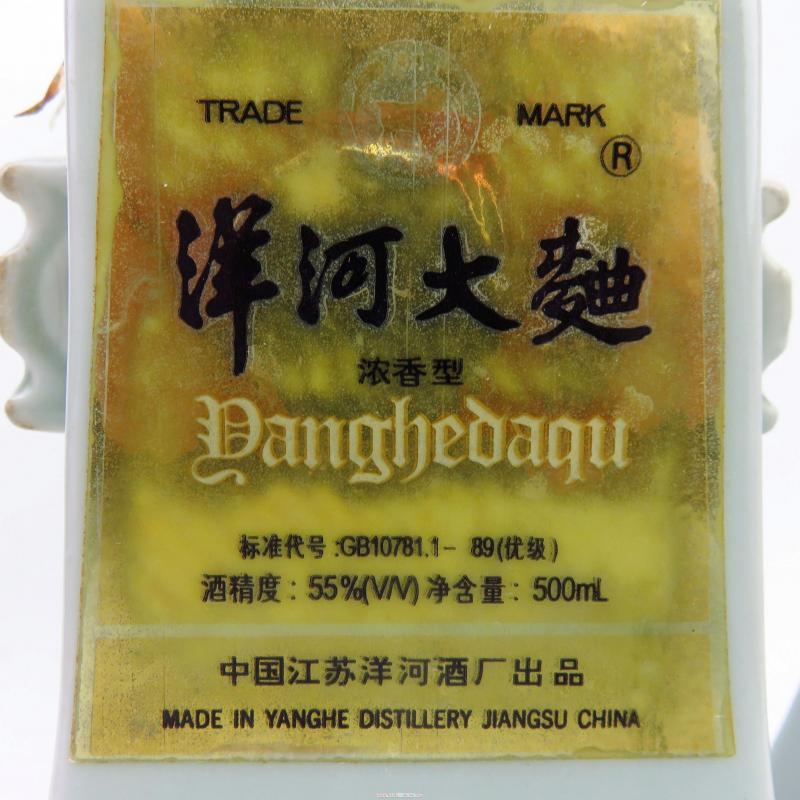 TRADE MARK
®
洋河大麯
浓香型
Yanghedaqu
标准代号:GB10781.1- 89(优级)
酒精度: 55%(V/V) 净含量: 500mL
中国江苏洋河酒厂出品
MADE IN YANGHE DISTILLERY JIANGSU CHINA